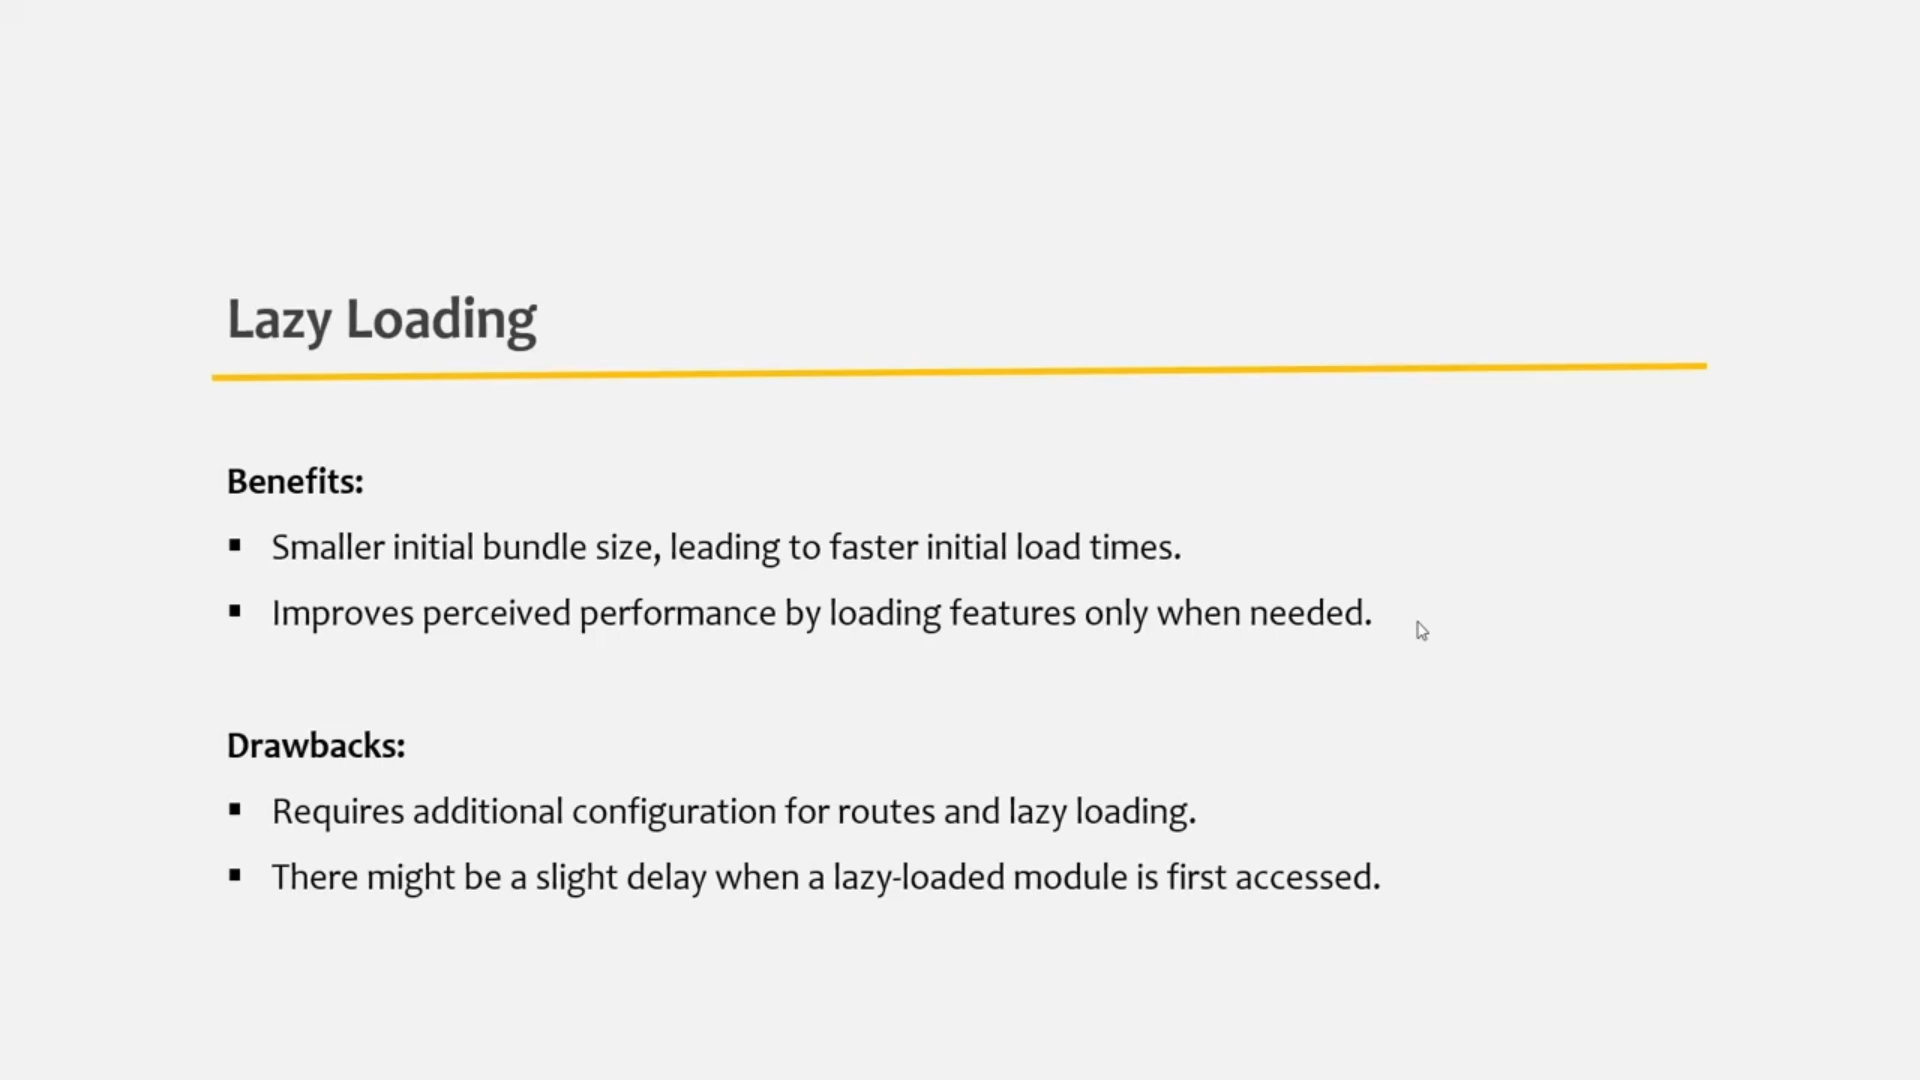 Lazy Loading
Benefits:
▪ Smaller initial bundle size, leading to faster initial load times.
▪ Improves perceived performance by loading features only when needed.
Drawbacks:
▪ Requires additional configuration for routes and lazy loading.
▪ There might be a slight delay when a lazy-loaded module is first accessed.